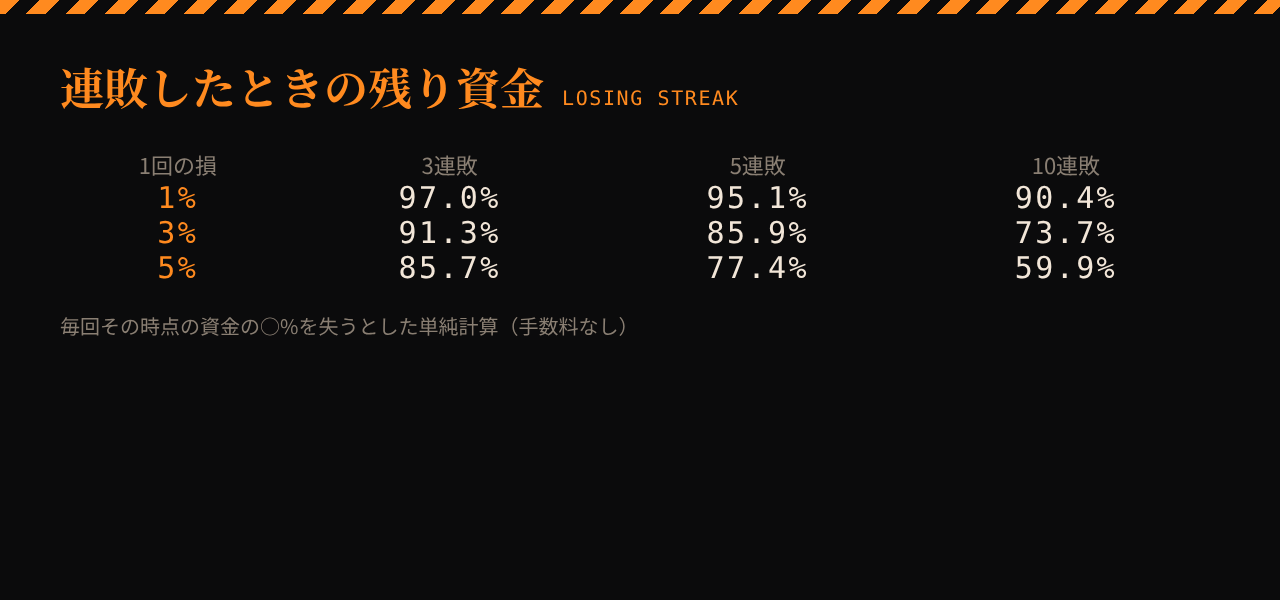 連敗したときの残り資金 LOSING STREAK
1回の損 3連敗 5連敗 10連敗
1% 97.0% 95.1% 90.4%
3% 91.3% 85.9% 73.7%
5% 85.7% 77.4% 59.9%
毎回その時点の資金の○%を失うとした単純計算（手数料なし）